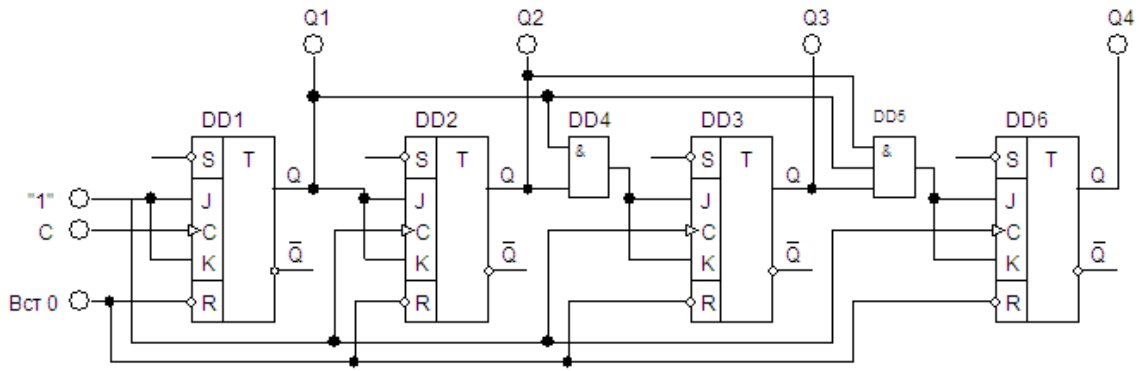 Q1 Q2 Q3 Q4
DD1 DD2 DD4 DD3 DD5 DD6
S T S T & S T & S T
Q Q Q Q
"1" J J J J
C C C C C
K Q̅ K Q̅ K Q̅ K Q̅
Вст 0 R R R R